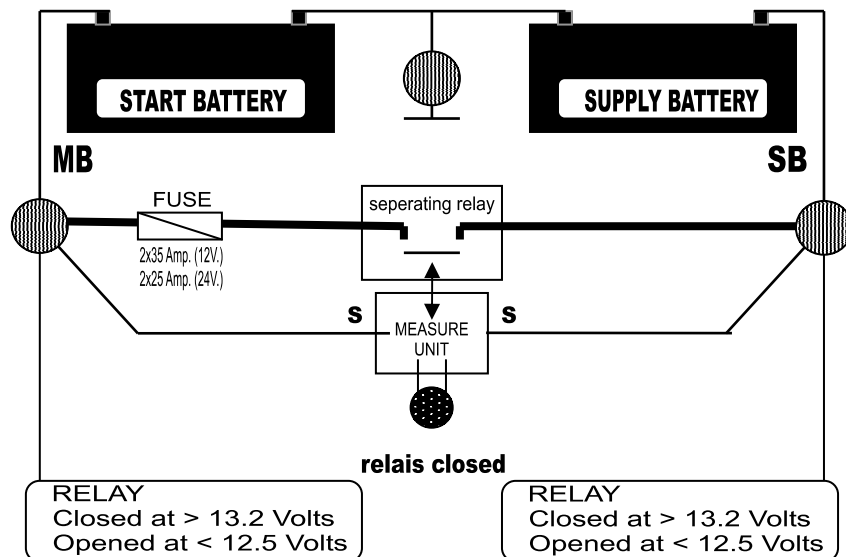 START BATTERY
SUPPLY BATTERY
MB
SB
FUSE
2x35 Amp. (12V.)
2x25 Amp. (24V.)
seperating relay
S
S
MEASURE
UNIT
relais closed
RELAY
Closed at > 13.2 Volts
Opened at < 12.5 Volts
RELAY
Closed at > 13.2 Volts
Opened at < 12.5 Volts